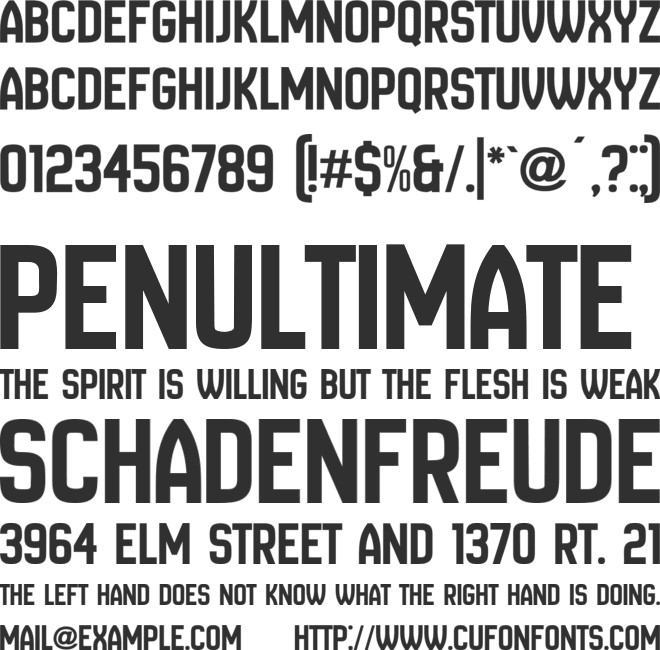 ABCDEFGHIJKLMNOPQRSTUVWXYZ
ABCDEFGHIJKLMNOPQRSTUVWXYZ
0123456789 (!#$%&/.|*`@´,?:;)
PENULTIMATE
THE SPIRIT IS WILLING BUT THE FLESH IS WEAK
SCHADENFREUDE
3964 ELM STREET AND 1370 RT. 21
THE LEFT HAND DOES NOT KNOW WHAT THE RIGHT HAND IS DOING.
MAIL@EXAMPLE.COM HTTP://WWW.CUFONFONTS.COM